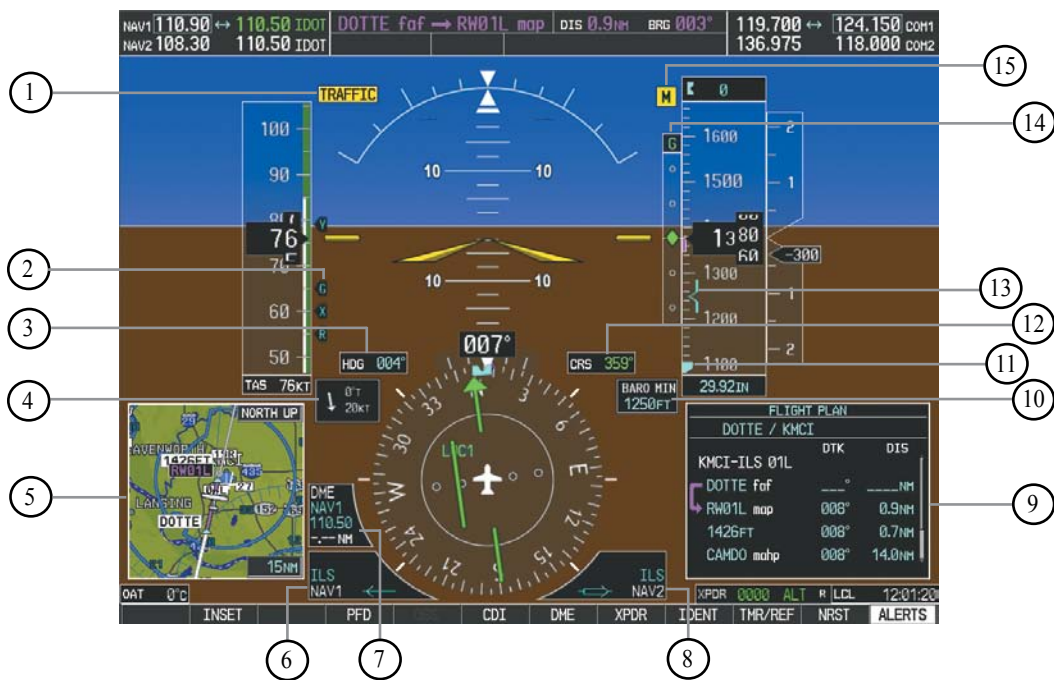 NAV1 110.90 ↔ 110.50 IDOT
NAV2 108.30 110.50 IDOT
DOTTE faf → RW01L map DIS 0.9NM BRG 003°
119.700 ↔ 124.150 COM1
136.975 118.000 COM2
1
TRAFFIC
15
M
0
14
G
100
90
80
76
70
60
50
Y
G
X
R
TAS 76KT
10 10
10 10
1600
1500
1380
60
1300
1200
1100
2
1
-300
1
2
29.92IN
2
3
HDG 004°
007°
CRS 359°
12
13
11
4
0°T
20KT
BARO MIN
1250FT
10
33
N
3
30
6
W
E
24
12
21
S
15
LOC1
5
NORTH UP
LANSING
1426FT
RW01L
DOTTE
15NM
DME
NAV1
110.50
-.-- NM
7
ILS
NAV1
6
ILS
NAV2
8
FLIGHT PLAN
DOTTE / KMCI
DTK DIS
KMCI-ILS 01L
DOTTE faf ___° ____NM
RW01L map 008° 0.9NM
1426FT 008° 0.7NM
CAMDO mahp 008° 14.0NM
9
OAT 0°C
XPDR 0000 ALT R LCL 12:01:20
INSET PFD CDI DME XPDR IDENT TMR/REF NRST ALERTS